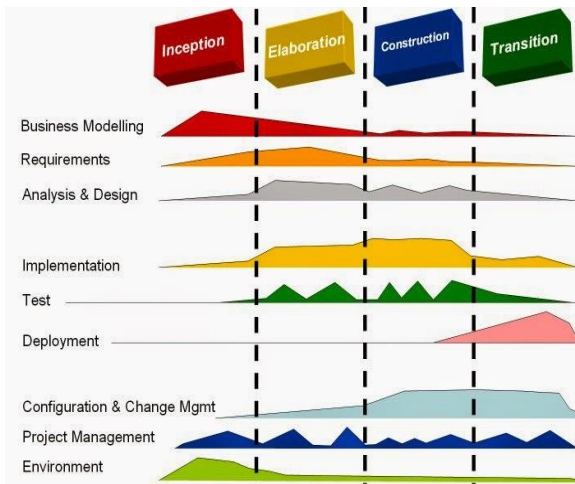 Inception
Elaboration
Construction
Transition
Business Modelling
Requirements
Analysis & Design
Implementation
Test
Deployment
Configuration & Change Mgmt
Project Management
Environment